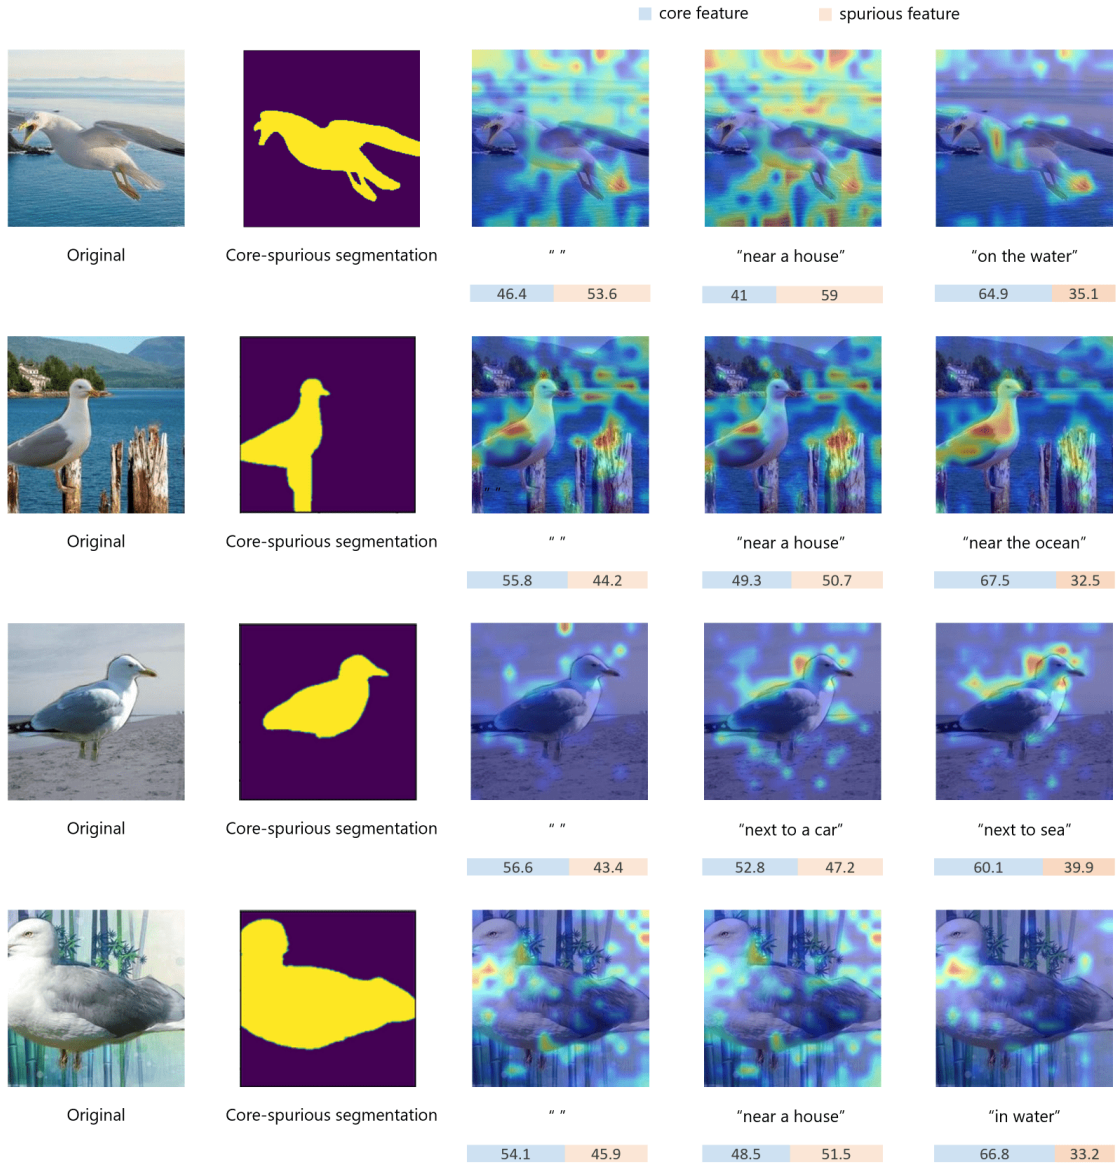 core feature spurious feature
Original Core-spurious segmentation “ ” “near a house” “on the water”
46.4 53.6 41 59 64.9 35.1
“ ”
Original Core-spurious segmentation “ ” “near a house” “near the ocean”
55.8 44.2 49.3 50.7 67.5 32.5
Original Core-spurious segmentation “ ” “next to a car” “next to sea”
56.6 43.4 52.8 47.2 60.1 39.9
Original Core-spurious segmentation “ ” “near a house” “in water”
54.1 45.9 48.5 51.5 66.8 33.2